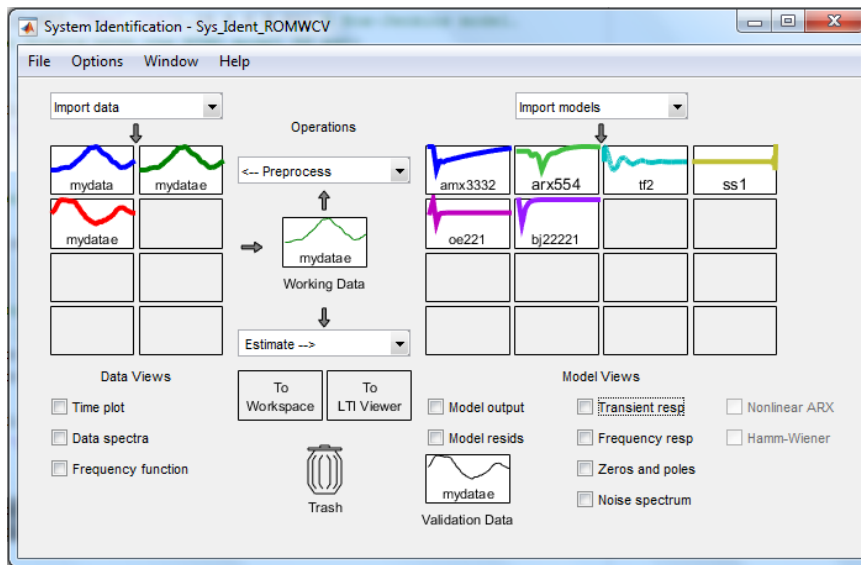 System Identification - Sys_Ident_ROMWCV
File Options Window Help
Import data
Import models
Operations
mydata
mydatae
<-- Preprocess
amx3332
arx554
tf2
ss1
mydatae
oe221
bj22221
mydatae
Working Data
Estimate -->
Data Views
Model Views
To Workspace
To LTI Viewer
Time plot
Model output
Transient resp
Nonlinear ARX
Data spectra
Model resids
Frequency resp
Hamm-Wiener
Frequency function
Zeros and poles
mydatae
Noise spectrum
Trash
Validation Data